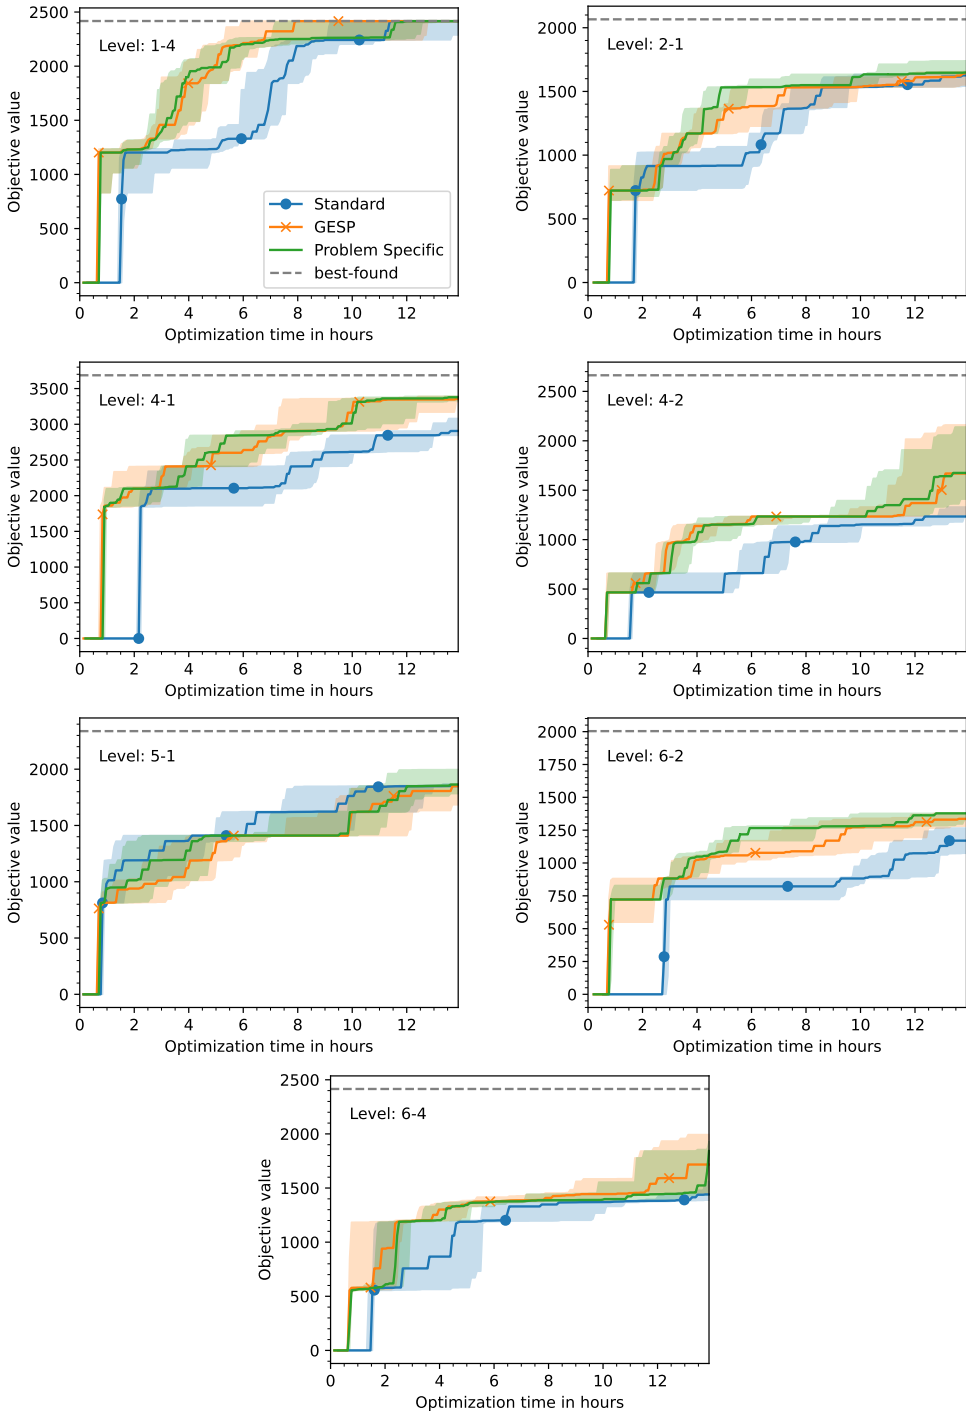 2500
2000
1500
1000
500
0
Objective value
Level: 1-4
Standard
GESP
Problem Specific
best-found
0 2 4 6 8 10 12
Optimization time in hours
2000
1500
1000
500
0
Objective value
Level: 2-1
0 2 4 6 8 10 12
Optimization time in hours
3500
3000
2500
2000
1500
1000
500
0
Objective value
Level: 4-1
0 2 4 6 8 10 12
Optimization time in hours
2500
2000
1500
1000
500
0
Objective value
Level: 4-2
0 2 4 6 8 10 12
Optimization time in hours
2000
1500
1000
500
0
Objective value
Level: 5-1
0 2 4 6 8 10 12
Optimization time in hours
2000
1750
1500
1250
1000
750
500
250
0
Objective value
Level: 6-2
0 2 4 6 8 10 12
Optimization time in hours
2500
2000
1500
1000
500
0
Objective value
Level: 6-4
0 2 4 6 8 10 12
Optimization time in hours